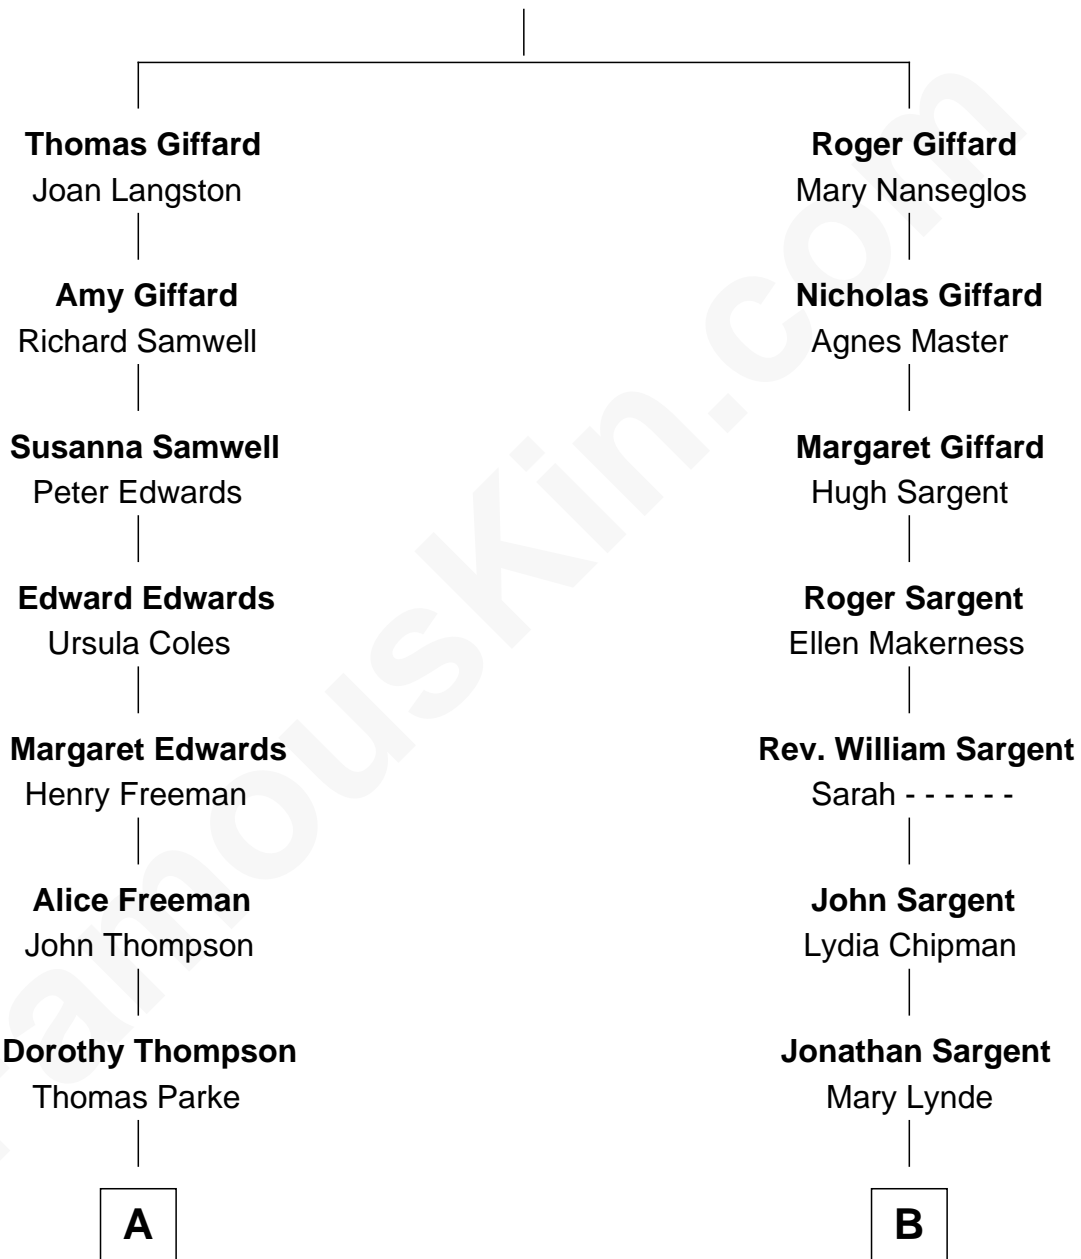 Thomas Giffard
Joan Langston
Amy Giffard
Richard Samwell
Susanna Samwell
Peter Edwards
Edward Edwards
Ursula Coles
Margaret Edwards
Henry Freeman
Alice Freeman
John Thompson
Dorothy Thompson
Thomas Parke
A
Roger Giffard
Mary Nanseglos
Nicholas Giffard
Agnes Master
Margaret Giffard
Hugh Sargent
Roger Sargent
Ellen Makerness
Rev. William Sargent
Sarah - - - - - -
John Sargent
Lydia Chipman
Jonathan Sargent
Mary Lynde
B
FamousKin.com